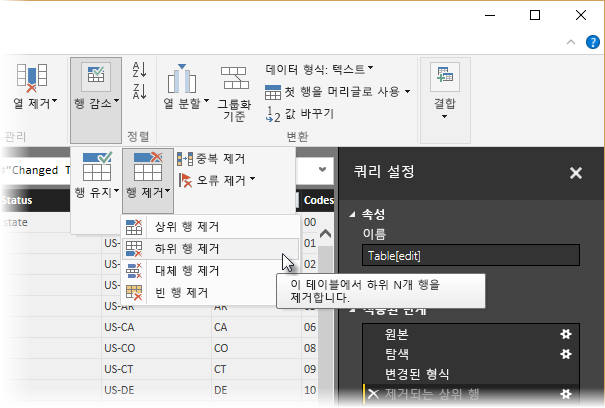 데이터 형식: 텍스트
첫 행을 머리글로 사용
값 바꾸기
열 제거
행 감소
열 분할
그룹화
기준
결합
관리
정렬
변환
#"Changed T
쿼리 설정
행 유지
행 제거
중복 제거
오류 제거
Status
Codes
state
00
상위 행 제거
하위 행 제거
대체 행 제거
빈 행 제거
이 테이블에서 하위 N개 행을
제거합니다.
US-
01
US-
02
US-
04
US-AR
AR
US-CA
CA
06
US-CO
CO
08
US-CT
CT
09
US-DE
DE
10
속성
이름
Table[edit]
적용된 단계
원본
탐색
변경된 형식
제거되는 상위 행